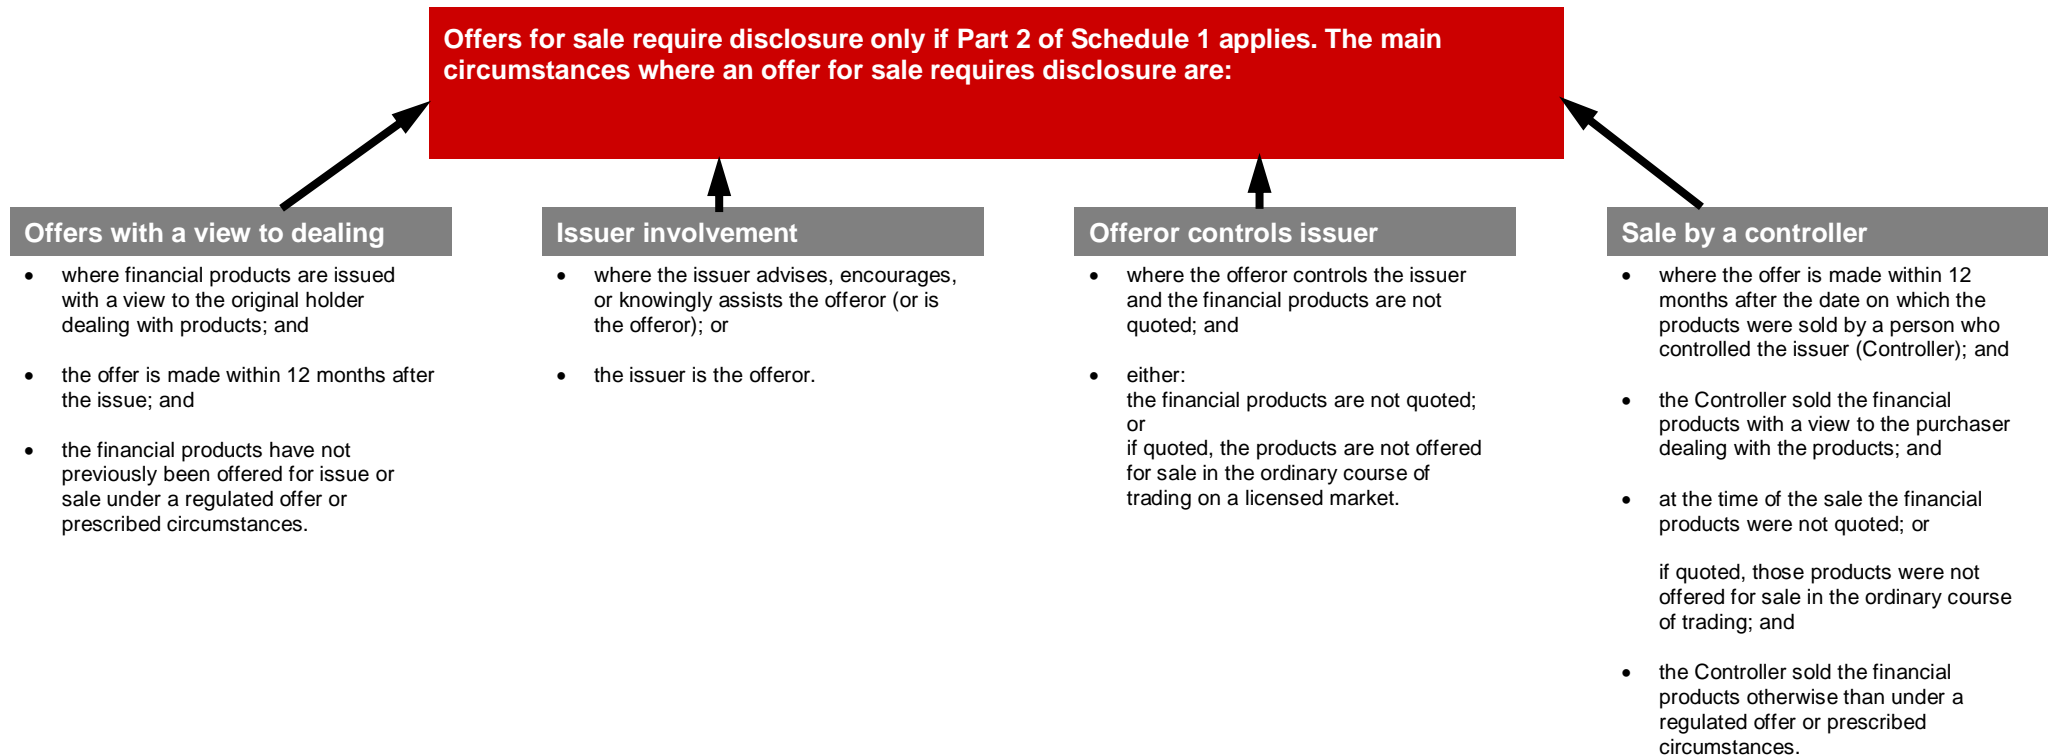 Offers for sale require disclosure only if Part 2 of Schedule 1 applies. The main
circumstances where an offer for sale requires disclosure are:
Offers with a view to dealing
• where financial products are issued
with a view to the original holder
dealing with products; and
• the offer is made within 12 months after
the issue; and
• the financial products have not
previously been offered for issue or
sale under a regulated offer or
prescribed circumstances.
Issuer involvement
• where the issuer advises, encourages,
or knowingly assists the offeror (or is
the offeror); or
• the issuer is the offeror.
Offeror controls issuer
• where the offeror controls the issuer
and the financial products are not
quoted; and
• either:
the financial products are not quoted;
or
if quoted, the products are not offered
for sale in the ordinary course of
trading on a licensed market.
Sale by a controller
• where the offer is made within 12
months after the date on which the
products were sold by a person who
controlled the issuer (Controller); and
• the Controller sold the financial
products with a view to the purchaser
dealing with the products; and
• at the time of the sale the financial
products were not quoted; or
if quoted, those products were not
offered for sale in the ordinary course
of trading; and
• the Controller sold the financial
products otherwise than under a
regulated offer or prescribed
circumstances.